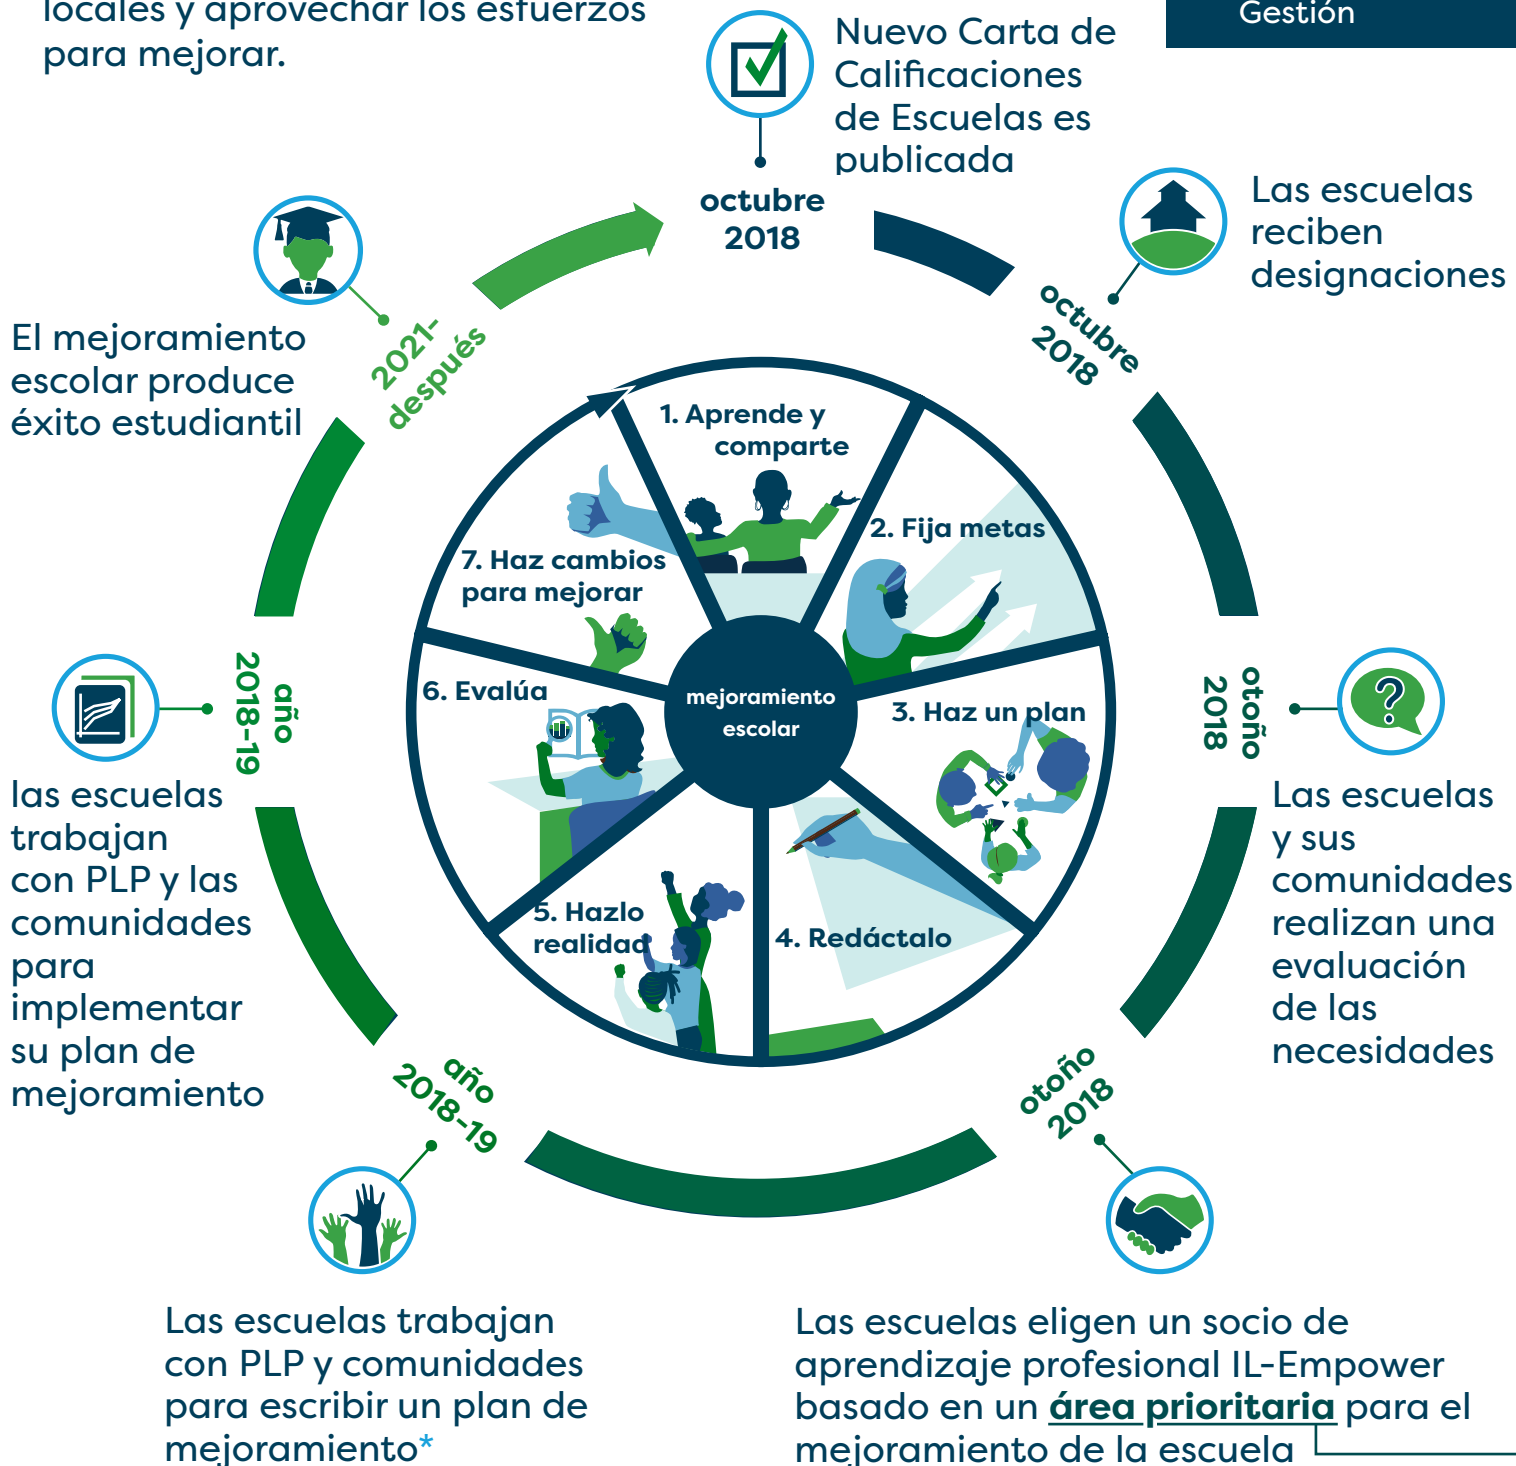 locales y aprovechar los esfuerzos
para mejorar.
Gestión
Nuevo Carta de
Calificaciones
de Escuelas es
publicada
octubre
2018
Las escuelas
reciben
designaciones
octubre
2018
Las escuelas
y sus
comunidades
realizan una
evaluación
de las
necesidades
otoño
2018
Las escuelas eligen un socio de
aprendizaje profesional IL-Empower
basado en un área prioritaria para el
mejoramiento de la escuela
otoño
2018
Las escuelas trabajan
con PLP y comunidades
para escribir un plan de
mejoramiento*
año
2018-19
las escuelas
trabajan
con PLP y las
comunidades
para
implementar
su plan de
mejoramiento
año
2018-19
El mejoramiento
escolar produce
éxito estudiantil
2021-
después
1. Aprende y
comparte
2. Fija metas
3. Haz un plan
4. Redáctalo
5. Hazlo
realidad
6. Evalúa
7. Haz cambios
para mejorar
mejoramiento
escolar